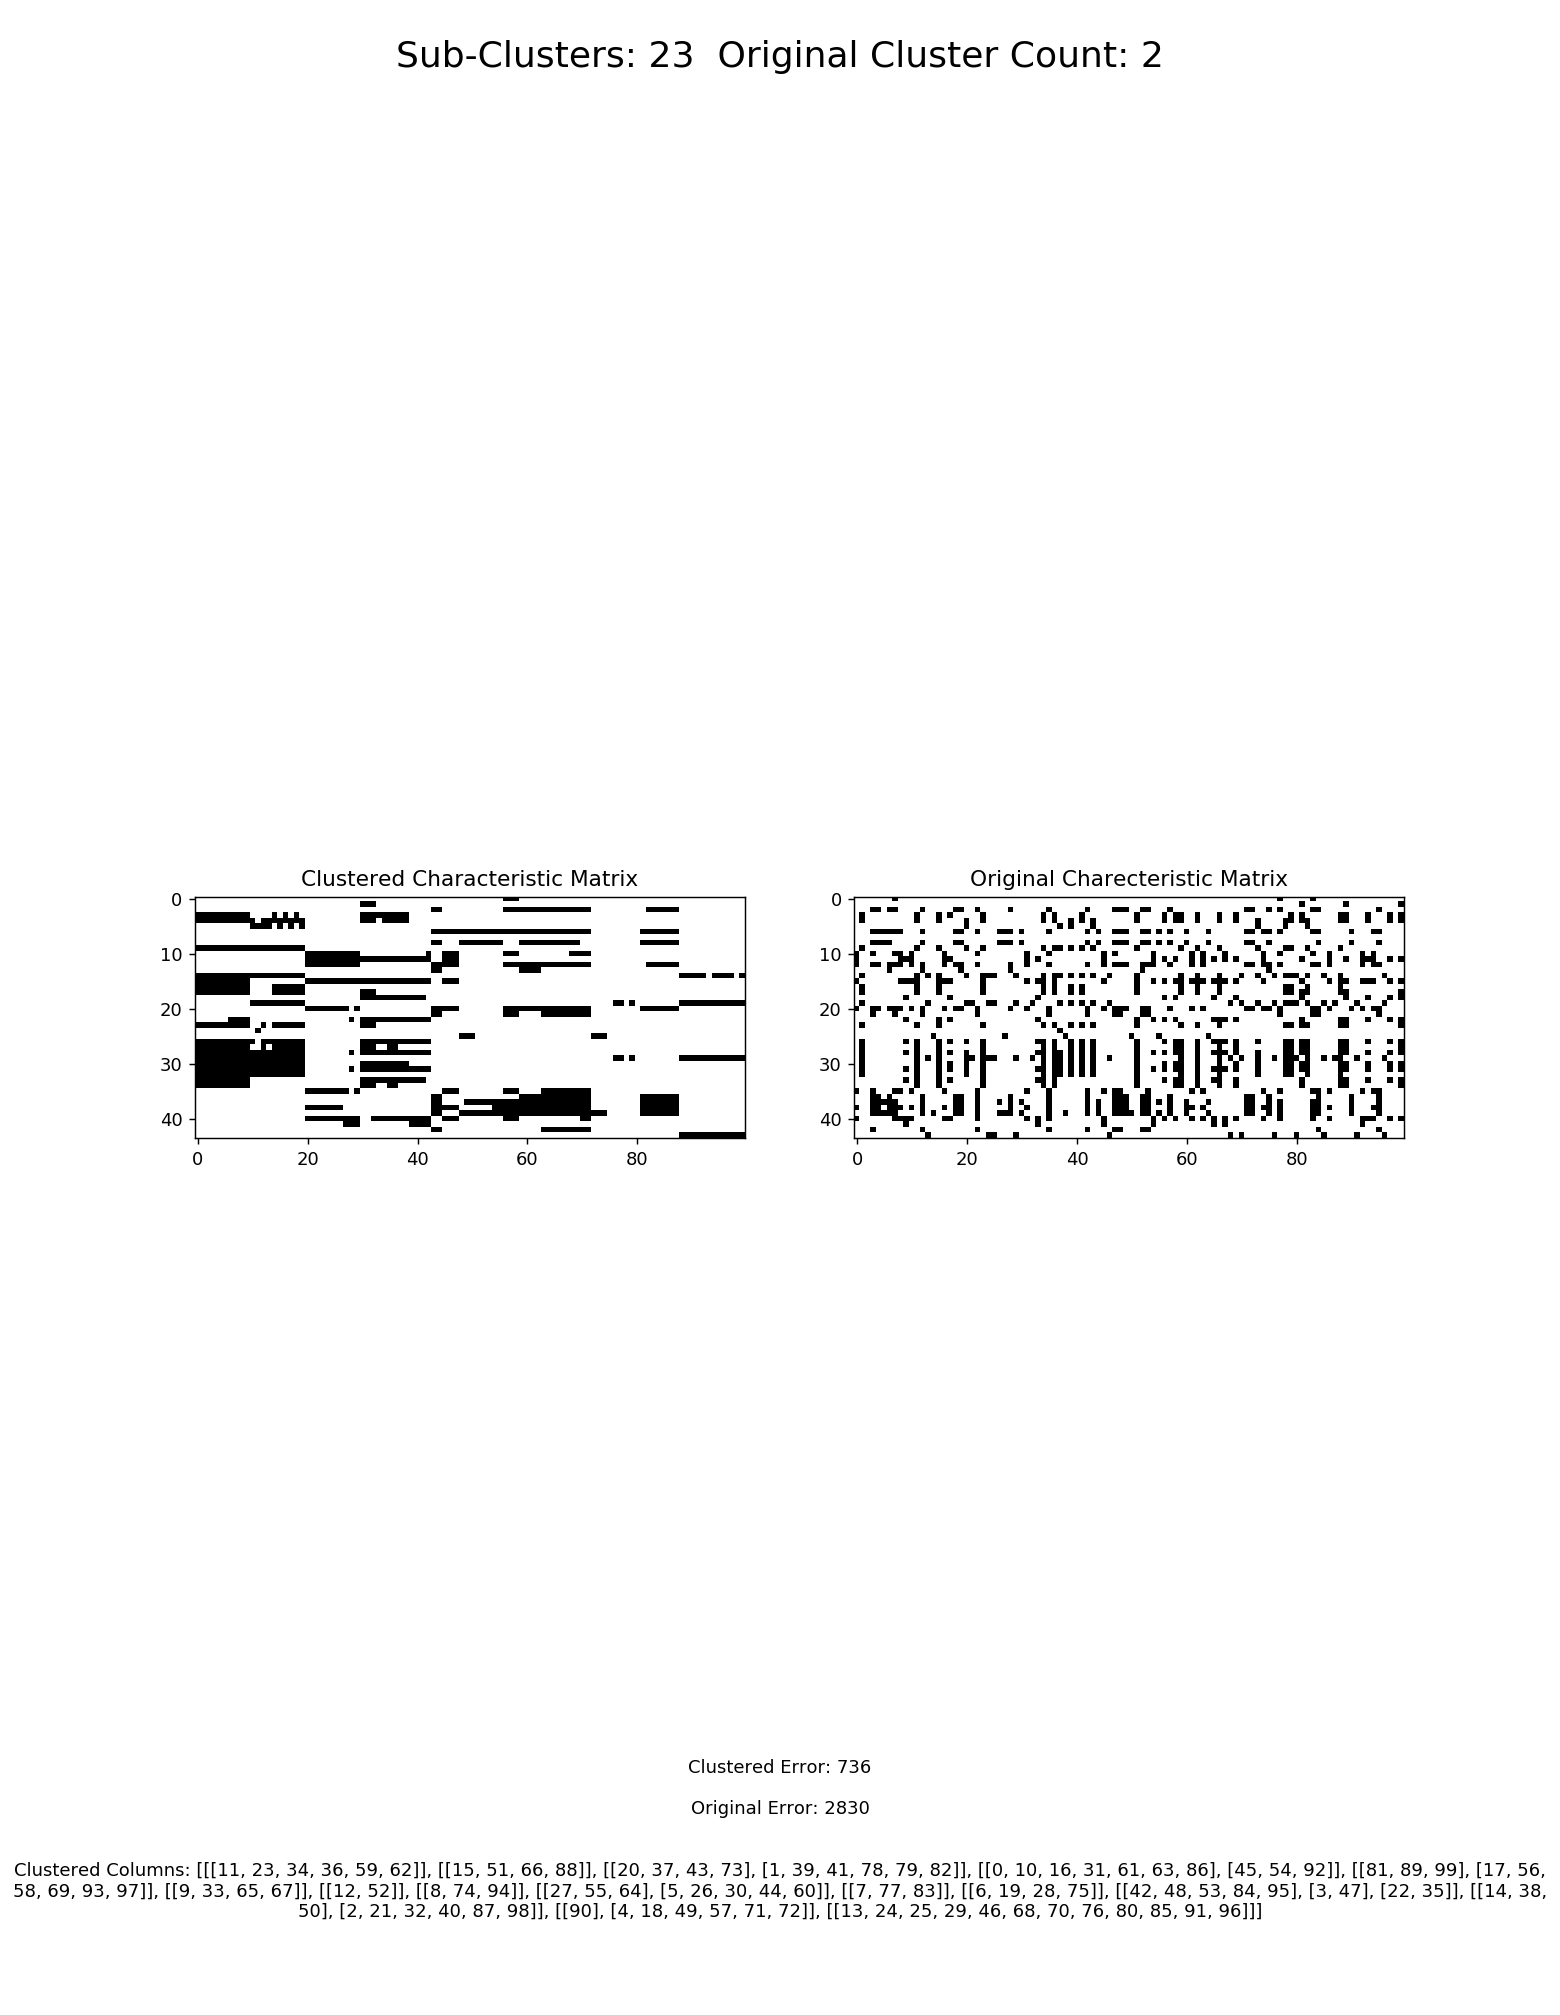 Sub-Clusters: 23  Original Cluster Count: 2
Clustered Characteristic Matrix
Original Charecteristic Matrix
0
10
20
30
40
0 20 40 60 80
0
10
20
30
40
0 20 40 60 80
Clustered Error: 736
Original Error: 2830
Clustered Columns: [[[11, 23, 34, 36, 59, 62]], [[15, 51, 66, 88]], [[20, 37, 43, 73], [1, 39, 41, 78, 79, 82]], [[0, 10, 16, 31, 61, 63, 86], [45, 54, 92]], [[81, 89, 99], [17, 56,
58, 69, 93, 97]], [[9, 33, 65, 67]], [[12, 52]], [[8, 74, 94]], [[27, 55, 64], [5, 26, 30, 44, 60]], [[7, 77, 83]], [[6, 19, 28, 75]], [[42, 48, 53, 84, 95], [3, 47], [22, 35]], [[14, 38,
50], [2, 21, 32, 40, 87, 98]], [[90], [4, 18, 49, 57, 71, 72]], [[13, 24, 25, 29, 46, 68, 70, 76, 80, 85, 91, 96]]]